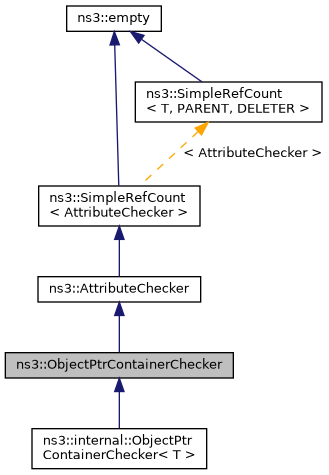 ns3::empty
ns3::SimpleRefCount
< T, PARENT, DELETER >
< AttributeChecker >
ns3::SimpleRefCount
< AttributeChecker >
ns3::AttributeChecker
ns3::ObjectPtrContainerChecker
ns3::internal::ObjectPtr
ContainerChecker< T >